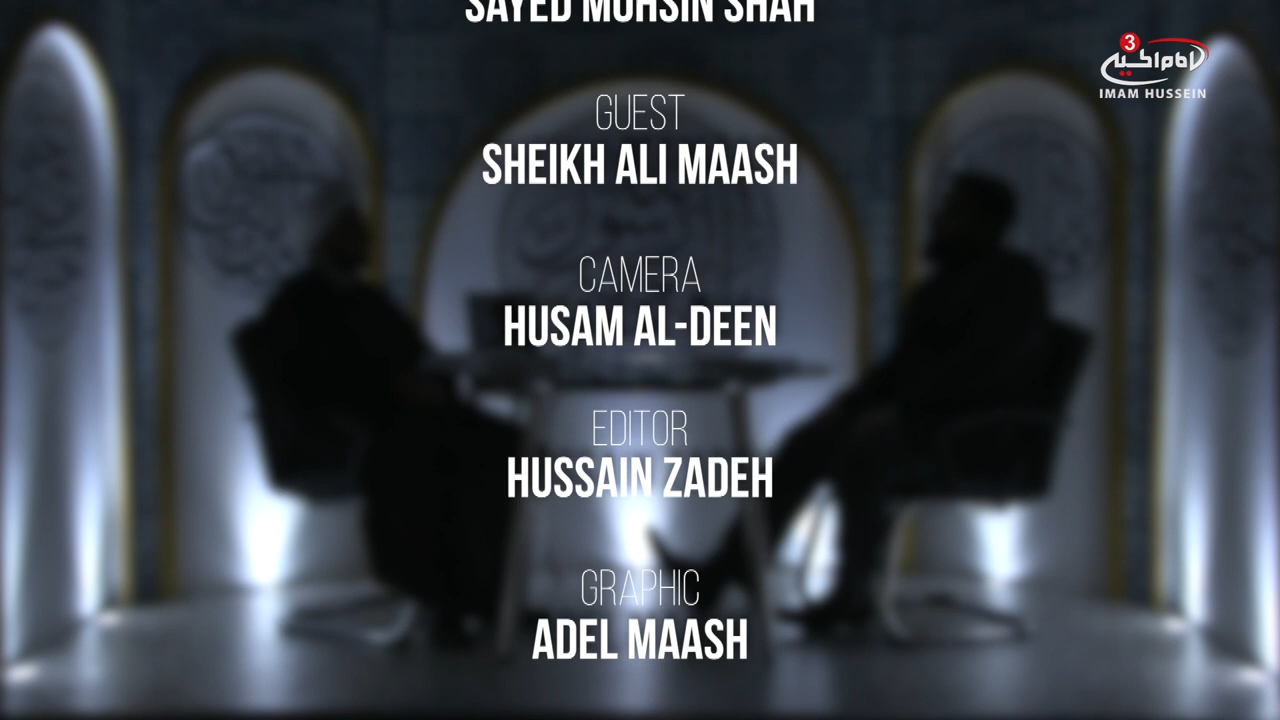 SAYED MOHSIN SHAH
3
IMAM HUSSEIN
GUEST
SHEIKH ALI MAASH
CAMERA
HUSAM AL-DEEN
EDITOR
HUSSAIN ZADEH
GRAPHIC
ADEL MAASH